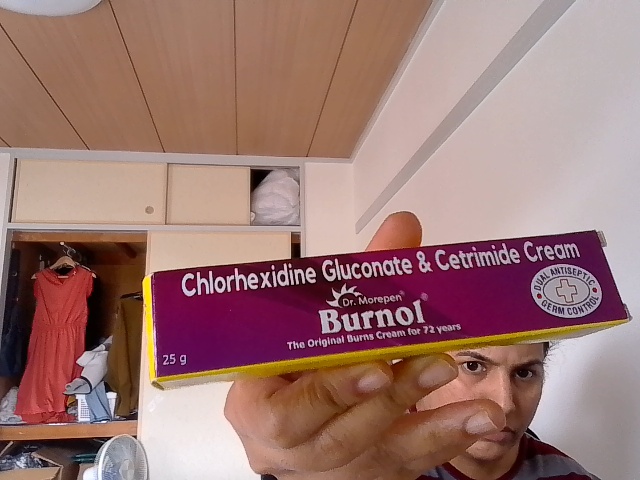 Chlorhexidine Gluconate & Cetrimide Cream
Dr. Morepen®
Burnol®
The Original Burns Cream for 72 years
25 g
DUAL ANTISEPTIC
GERM CONTROL